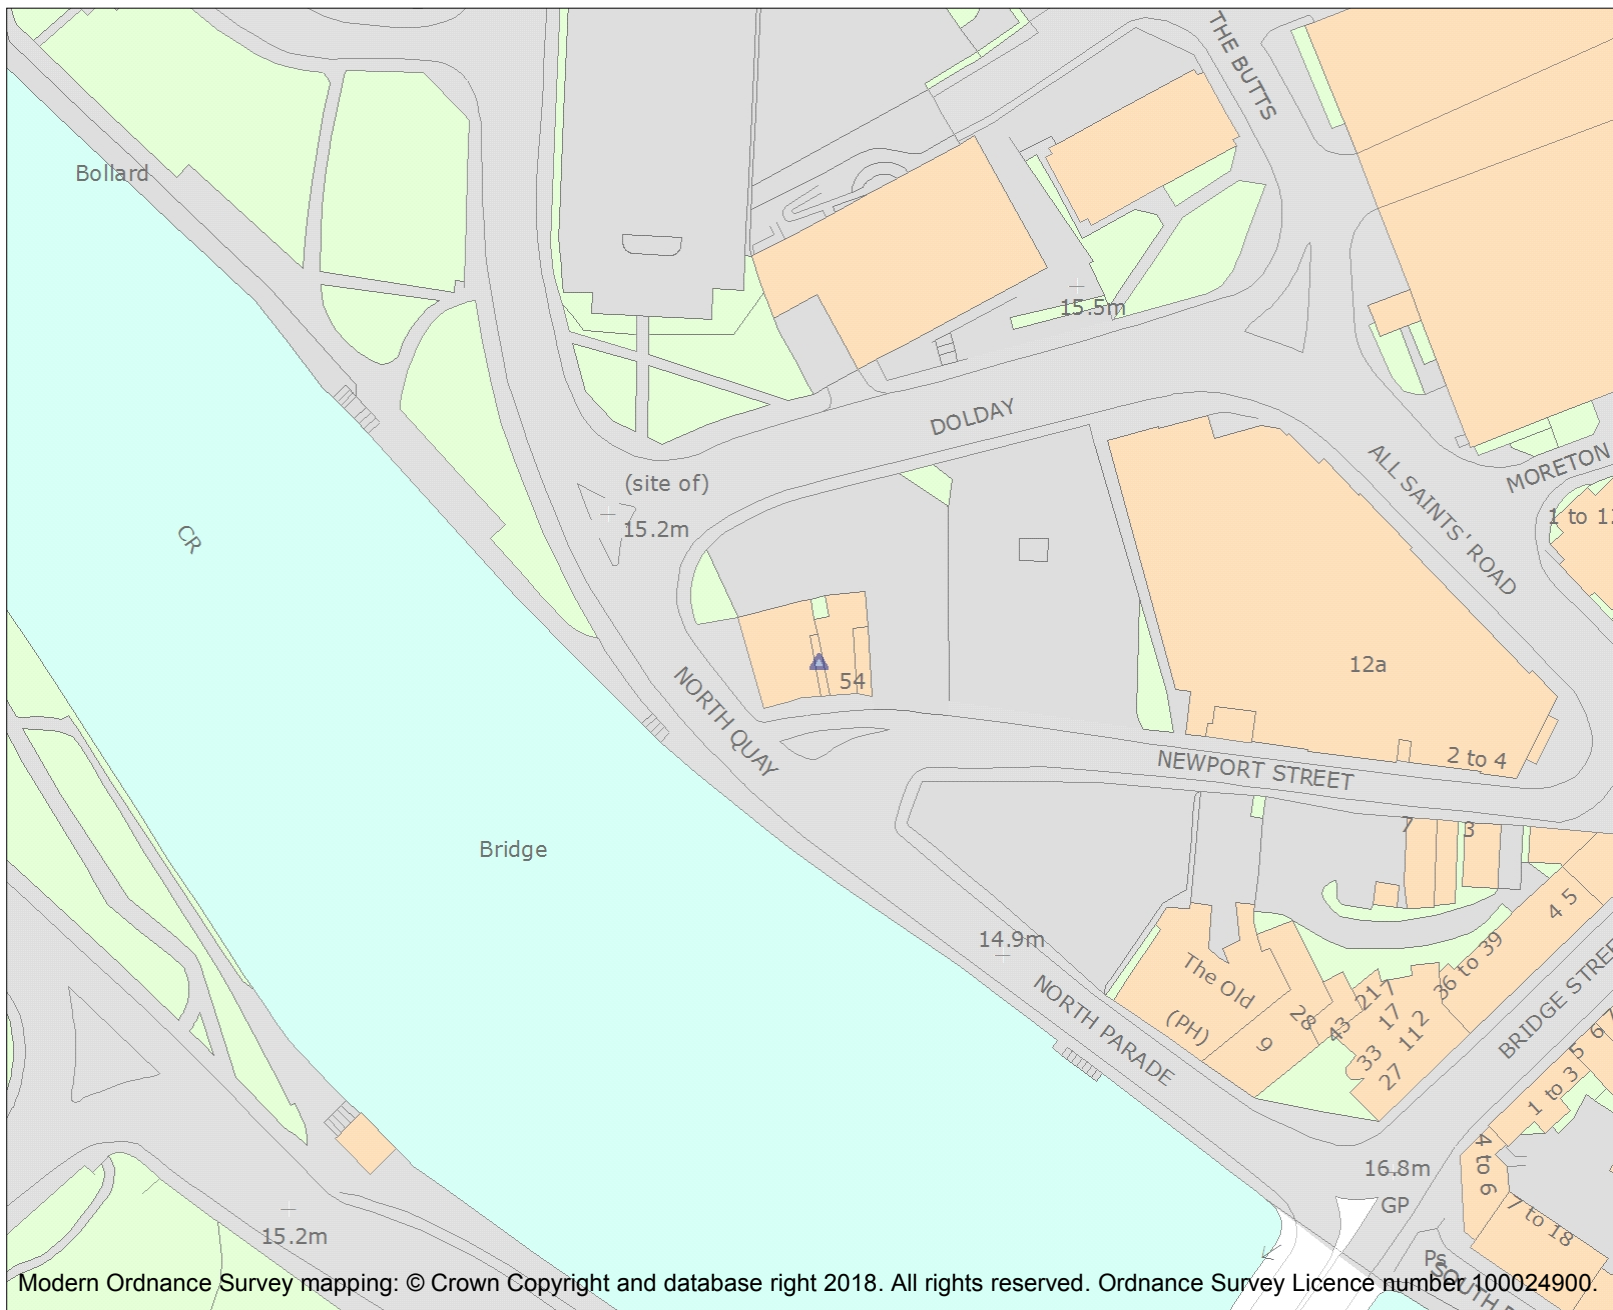 THE BUTTS
Bollard
15.5m
DOLDAY
ALL SAINTS' ROAD
MORETON
(site of)
15.2m
CR
54
NORTH QUAY
12a
2 to 4
NEWPORT STREET
7
3
Bridge
4 5
14.9m
NORTH PARADE
The Old
(PH)
9
28
43
21
7
17
112
33
27
36 to 39
BRIDGE STREE
5
6
1 to 3
4 to 6
7 to 18
16.8m
GP
15.2m
Modern Ordnance Survey mapping: © Crown Copyright and database right 2018. All rights reserved. Ordnance Survey Licence number 100024900.